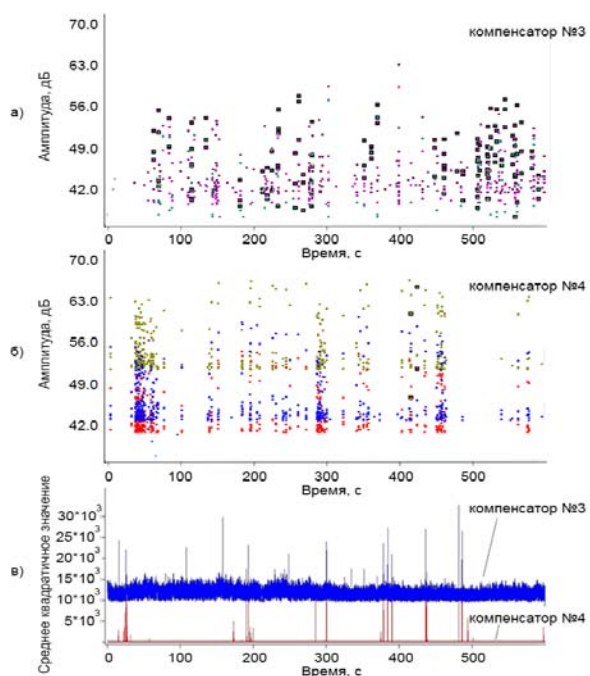 70.0
компенсатор №3
63.0
56.0
49.0
42.0
Амплитуда, дБ
а)
0 100 200 300 400 500
Время, с
70.0
компенсатор №4
63.0
56.0
49.0
42.0
Амплитуда, дБ
б)
0 100 200 300 400 500
Время, с
компенсатор №3
30*10³
25*10³
20*10³
15*10³
10*10³
5*10³
Среднее квадратичное значение
в)
компенсатор №4
0 100 200 300 400 500
Время, с